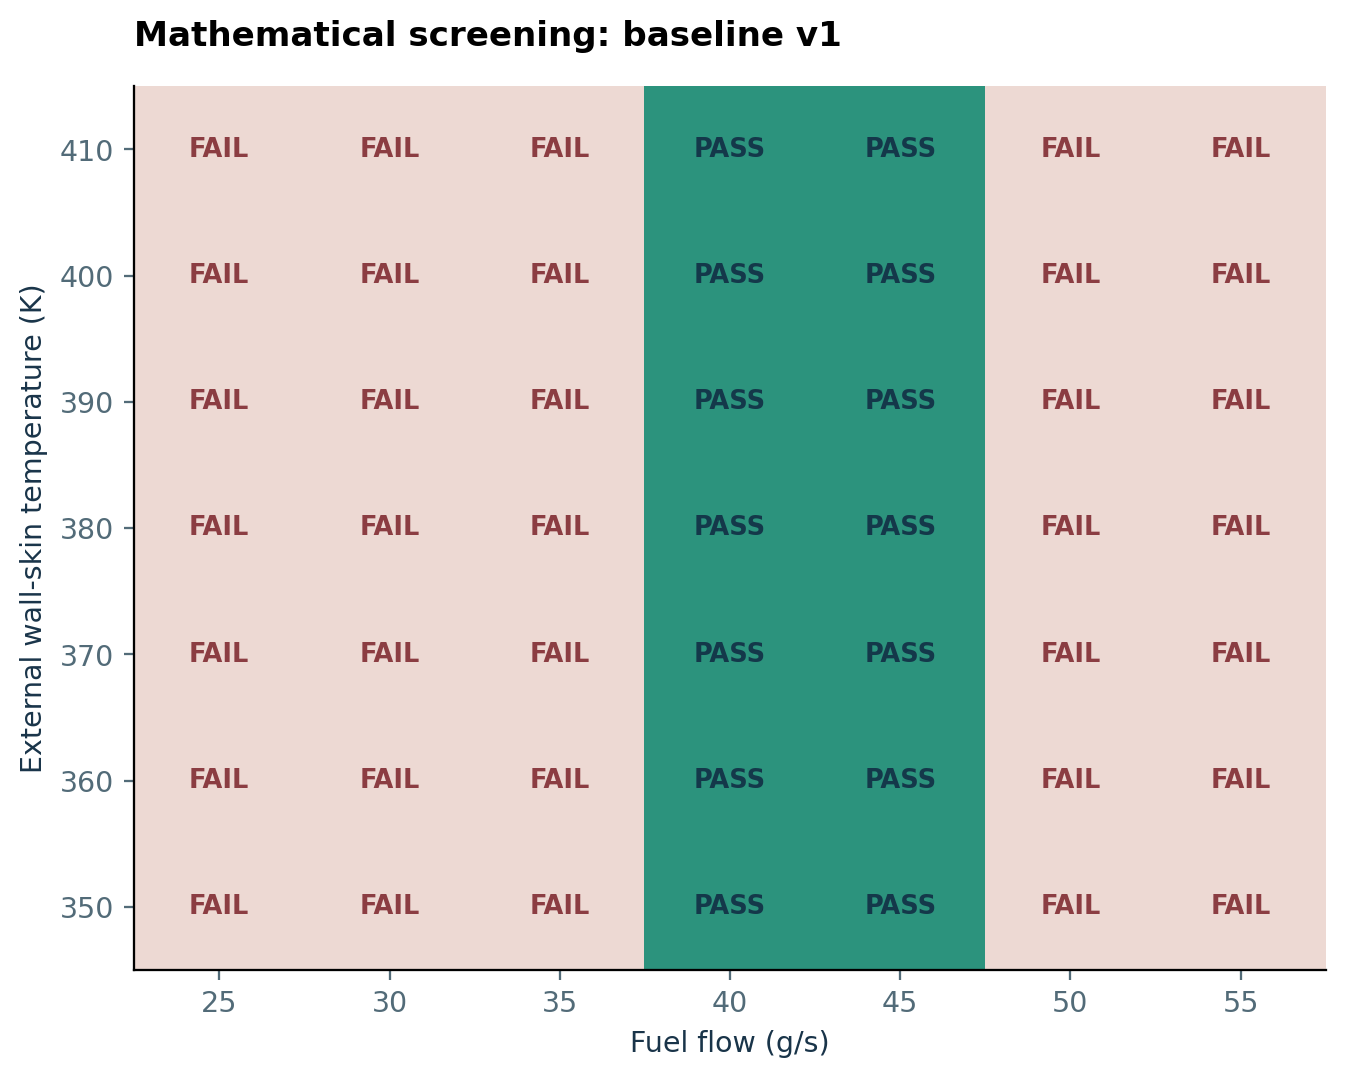 Mathematical screening: baseline v1
External wall-skin temperature (K)
410 FAIL FAIL FAIL PASS PASS FAIL FAIL
400 FAIL FAIL FAIL PASS PASS FAIL FAIL
390 FAIL FAIL FAIL PASS PASS FAIL FAIL
380 FAIL FAIL FAIL PASS PASS FAIL FAIL
370 FAIL FAIL FAIL PASS PASS FAIL FAIL
360 FAIL FAIL FAIL PASS PASS FAIL FAIL
350 FAIL FAIL FAIL PASS PASS FAIL FAIL
25 30 35 40 45 50 55
Fuel flow (g/s)